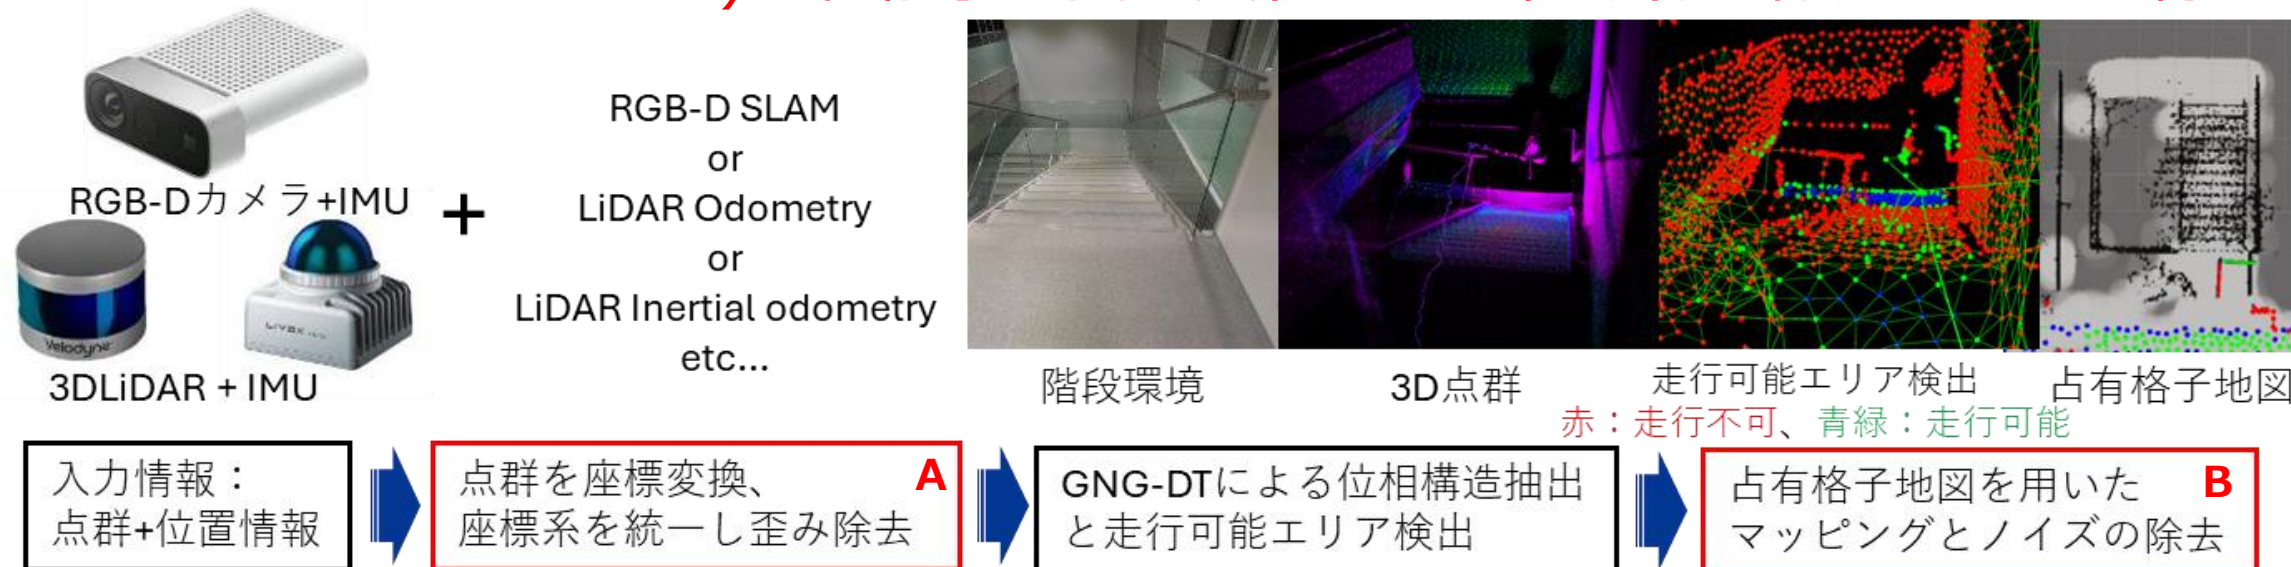 RGB-Dカメラ+IMU
Velodyne
3DLiDAR + IMU
+
RGB-D SLAM
or
LiDAR Odometry
or
LiDAR Inertial odometry
etc...
階段環境
3D点群
走行可能エリア検出
占有格子地図
赤：走行不可、青緑：走行可能
入力情報：
点群+位置情報
点群を座標変換、
座標系を統一し歪み除去
A
GNG-DTによる位相構造抽出
と走行可能エリア検出
占有格子地図を用いた
マッピングとノイズの除去
B